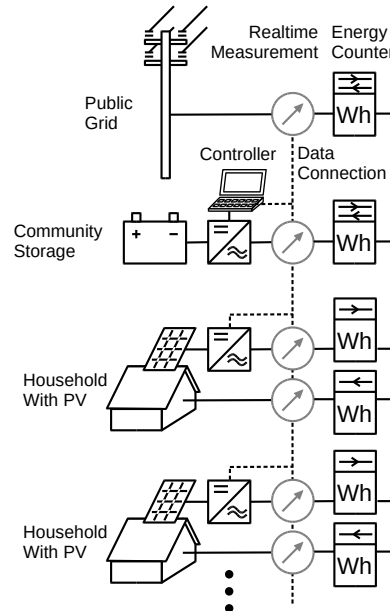 Realtime
Measurement
Energy
Counter
Public
Grid
Wh
Controller
Data
Connection
Community
Storage
+ −
Wh
Wh
Household
With PV
Wh
Wh
Household
With PV
Wh